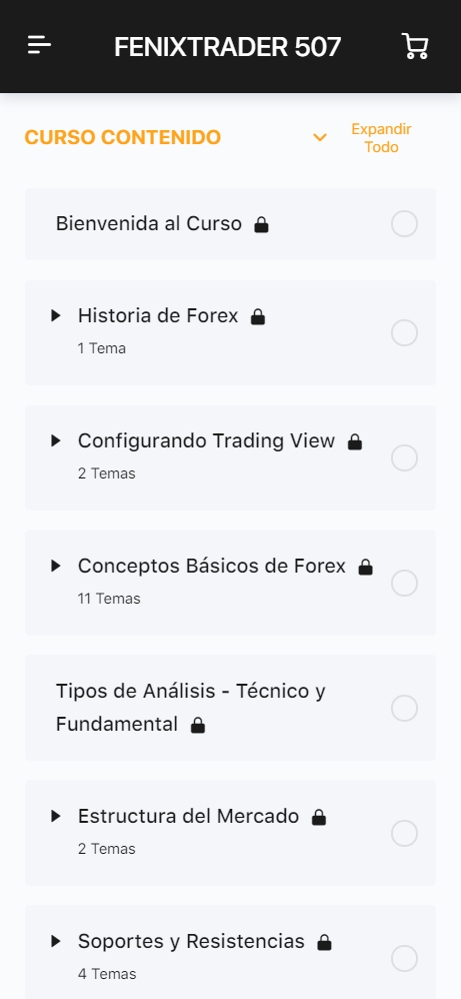 FENIXTRADER 507
CURSO CONTENIDO
Expandir
Todo
Bienvenida al Curso
Historia de Forex
1 Tema
Configurando Trading View
2 Temas
Conceptos Básicos de Forex
11 Temas
Tipos de Análisis - Técnico y
Fundamental
Estructura del Mercado
2 Temas
Soportes y Resistencias
4 Temas